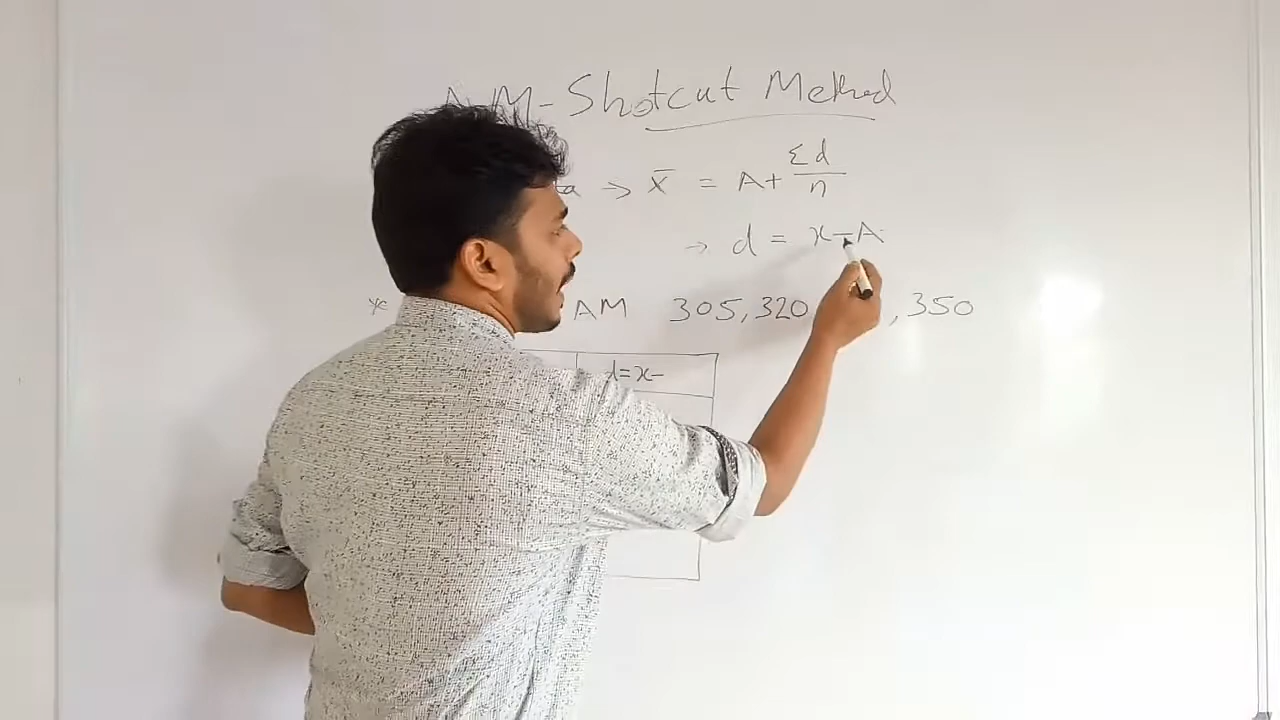 AM - Shotcut Method
→ x̄ = A + Σd/n
→ d = x - A
AM 305, 320 , 350
d = x -